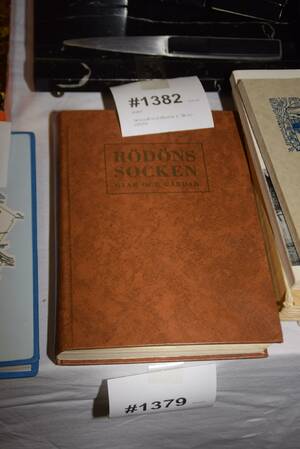 #1382
RÖDÖNS
SOCKEN
BYAR OCH GÅRDAR
#1379